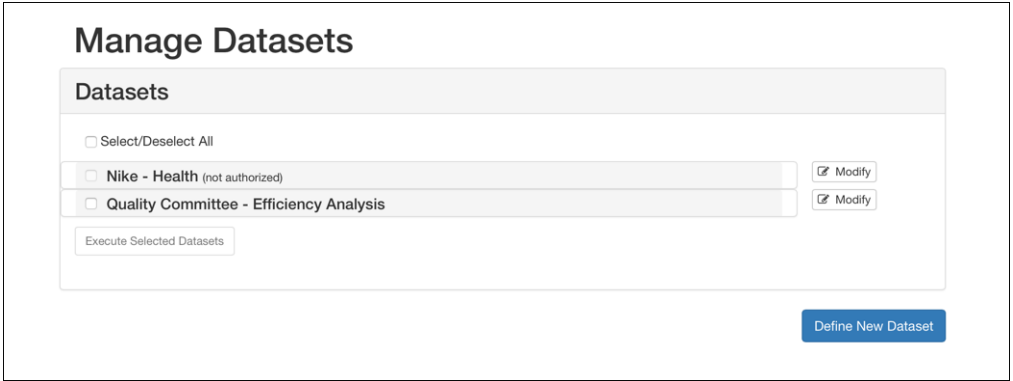 Manage Datasets
Datasets
Select/Deselect All
Nike - Health (not authorized)
Modify
Quality Committee - Efficiency Analysis
Modify
Execute Selected Datasets
Define New Dataset